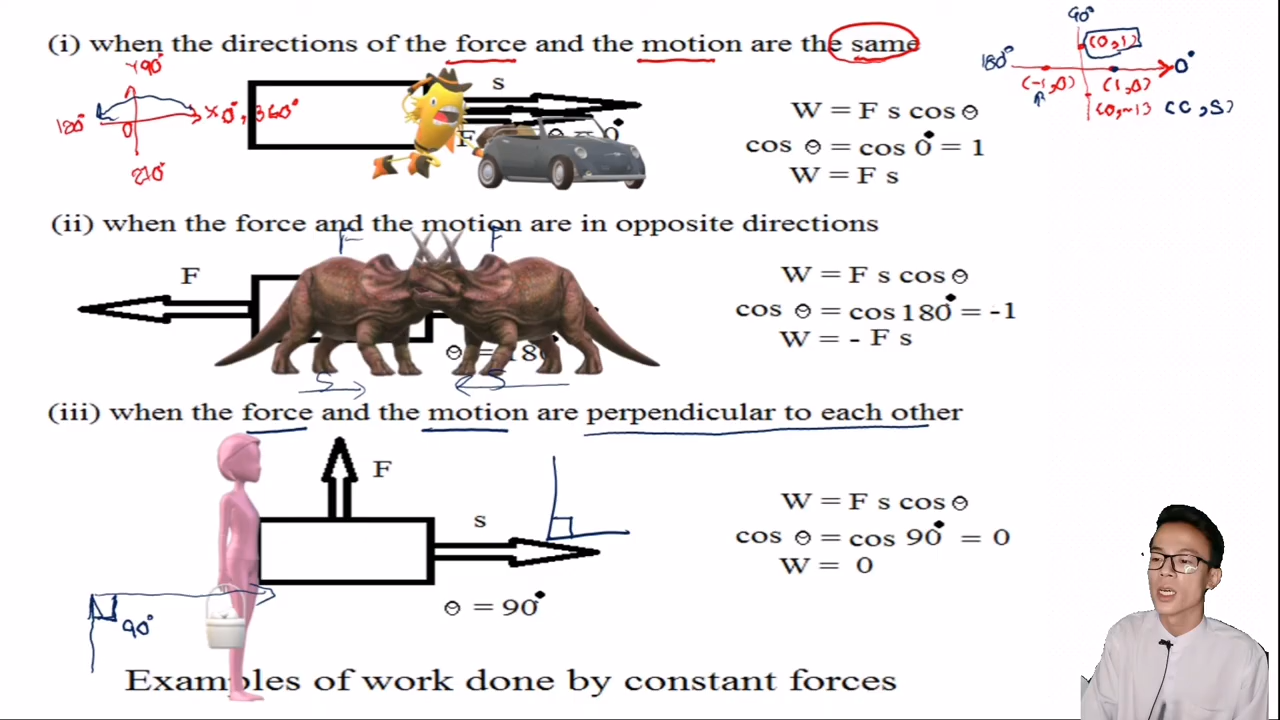 (i) when the directions of the force and the motion are the same
90°
(0,1)
180°
0°
(-1,0)
(1,0)
(0,-1)
(C,S)
+90°
180°
0
x0°, 360°
270°
s
F
θ = 0°
W = F s cos θ
cos θ = cos 0° = 1
W = F s
(ii) when the force and the motion are in opposite directions
F
F
F
θ = 180°
S
S
W = F s cos θ
cos θ = cos 180° = -1
W = - F s
(iii) when the force and the motion are perpendicular to each other
F
s
θ = 90°
90°
W = F s cos θ
cos θ = cos 90° = 0
W = 0
Examples of work done by constant forces